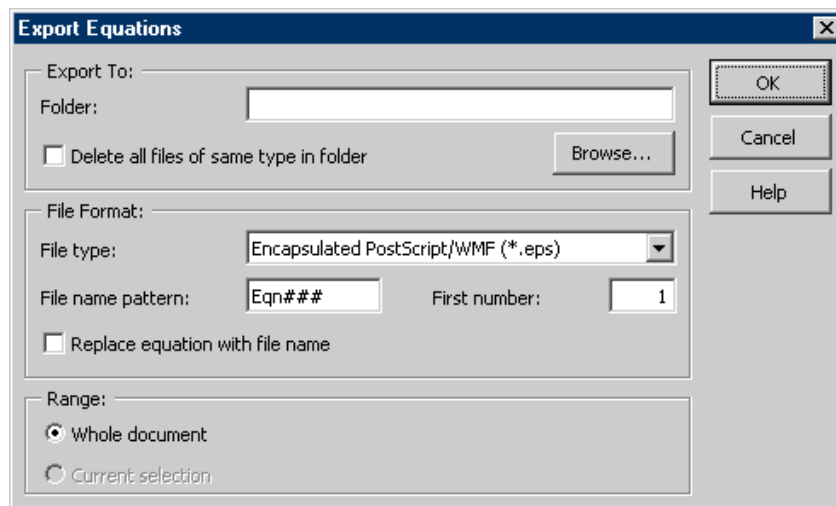 Export Equations
Export To:
Folder:
Delete all files of same type in folder
Browse...
OK
Cancel
Help
File Format:
File type:
Encapsulated PostScript/WMF (*.eps)
File name pattern:
Eqn###
First number:
1
Replace equation with file name
Range:
Whole document
Current selection